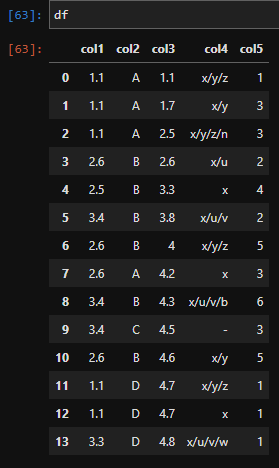 [63]: df
[63]:
col1 col2 col3 col4 col5
0 1.1 A 1.1 x/y/z 1
1 1.1 A 1.7 x/y 3
2 1.1 A 2.5 x/y/z/n 3
3 2.6 B 2.6 x/u 2
4 2.5 B 3.3 x 4
5 3.4 B 3.8 x/u/v 2
6 2.6 B 4 x/y/z 5
7 2.6 A 4.2 x 3
8 3.4 B 4.3 x/u/v/b 6
9 3.4 C 4.5 - 3
10 2.6 B 4.6 x/y 5
11 1.1 D 4.7 x/y/z 1
12 1.1 D 4.7 x 1
13 3.3 D 4.8 x/u/v/w 1